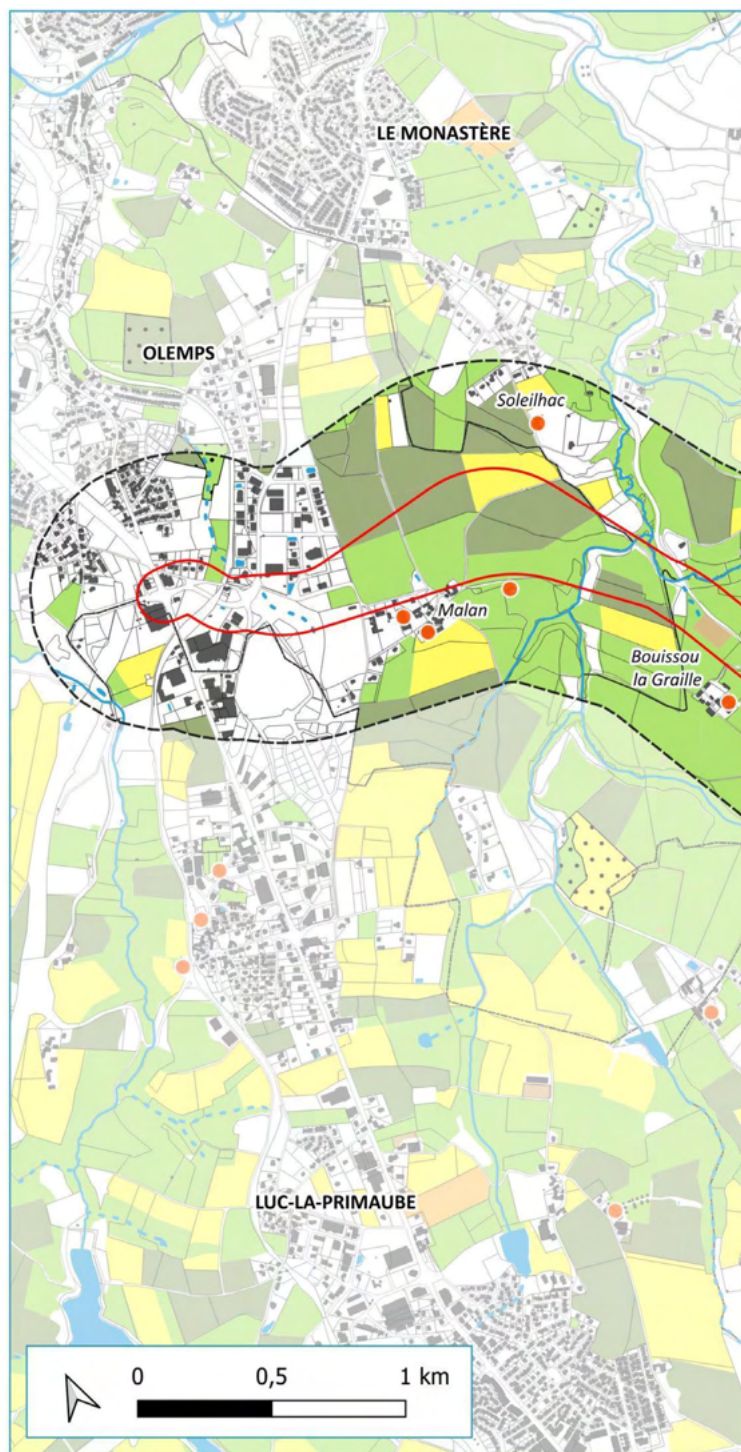 LE MONASTÈRE
OLEMPS
Soleilhac
Malan
Bouissou
la Graille
LUC-LA-PRIMAUBE
0 0,5 1 km